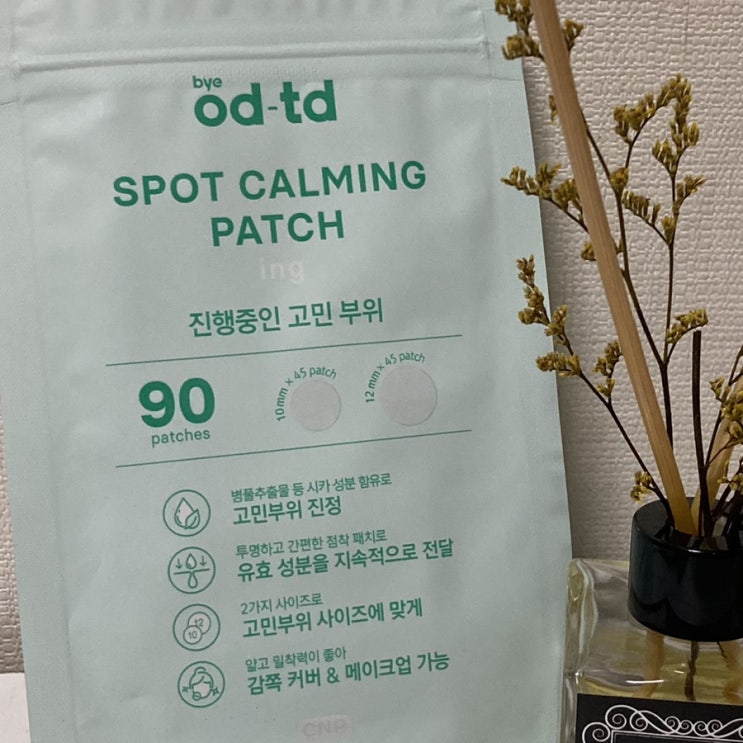 bye
od-td
SPOT CALMING
PATCH
ing
진행중인 고민 부위
90
patches
10mm x 45 patch
12mm x 45 patch
병풀추출물 등 시카 성분 함유로
고민부위 진정
투명하고 간편한 점착 패치로
유효 성분을 지속적으로 전달
12
10
2가지 사이즈로
고민부위 사이즈에 맞게
얇고 밀착력이 좋아
감쪽 커버 & 메이크업 가능
CNP